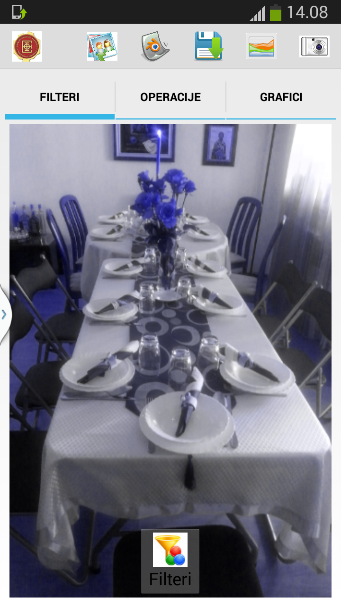 14.08
FILTERI
OPERACIJE
GRAFICI
Filteri